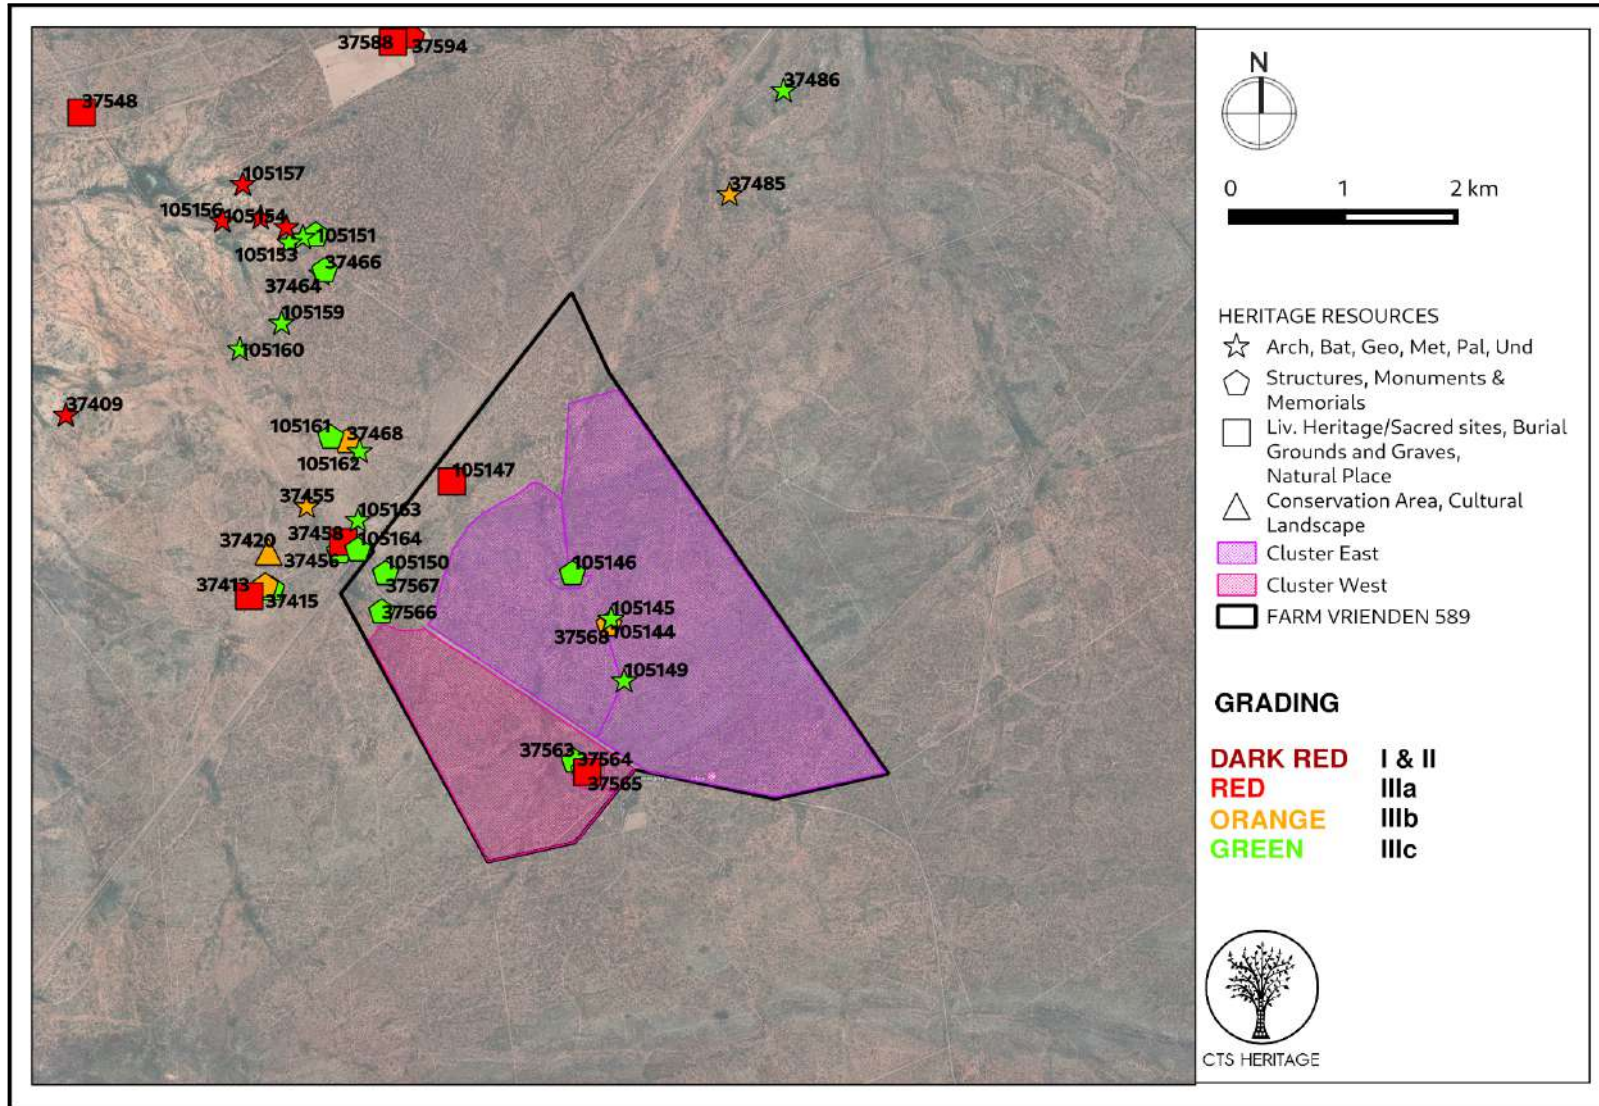 37588
37594
37548
37486
105157
37485
105156
105154
105151
105153
37466
37464
105159
105160
37409
105161
37468
105162
105147
37455
105163
37458
105164
37420
37456
105150
105146
37413
37567
37415
37566
105145
37568
105144
105149
37563
37564
37565
N
0 1 2 km
HERITAGE RESOURCES
Arch, Bat, Geo, Met, Pal, Und
Structures, Monuments &
Memorials
Liv. Heritage/Sacred sites, Burial
Grounds and Graves,
Natural Place
Conservation Area, Cultural
Landscape
Cluster East
Cluster West
FARM VRIENDEN 589
GRADING
DARK RED I & II
RED IIIa
ORANGE IIIb
GREEN IIIc
CTS HERITAGE